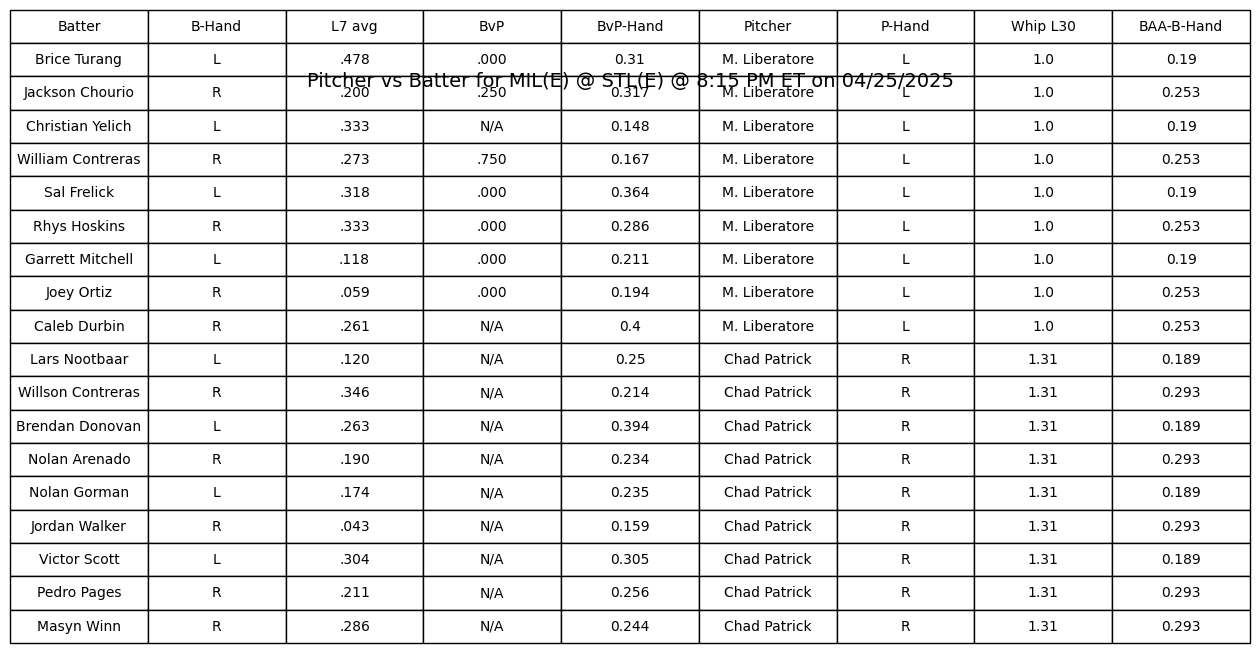 Batter B-Hand L7 avg BvP BvP-Hand Pitcher P-Hand Whip L30 BAA-B-Hand
Brice Turang L .478 .000 0.31 M. Liberatore L 1.0 0.19
Pitcher vs Batter for MIL(E) @ STL(E) @ 8:15 PM ET on 04/25/2025
Jackson Chourio R .200 .250 0.317 M. Liberatore L 1.0 0.253
Christian Yelich L .333 N/A 0.148 M. Liberatore L 1.0 0.19
William Contreras R .273 .750 0.167 M. Liberatore L 1.0 0.253
Sal Frelick L .318 .000 0.364 M. Liberatore L 1.0 0.19
Rhys Hoskins R .333 .000 0.286 M. Liberatore L 1.0 0.253
Garrett Mitchell L .118 .000 0.211 M. Liberatore L 1.0 0.19
Joey Ortiz R .059 .000 0.194 M. Liberatore L 1.0 0.253
Caleb Durbin R .261 N/A 0.4 M. Liberatore L 1.0 0.253
Lars Nootbaar L .120 N/A 0.25 Chad Patrick R 1.31 0.189
Willson Contreras R .346 N/A 0.214 Chad Patrick R 1.31 0.293
Brendan Donovan L .263 N/A 0.394 Chad Patrick R 1.31 0.189
Nolan Arenado R .190 N/A 0.234 Chad Patrick R 1.31 0.293
Nolan Gorman L .174 N/A 0.235 Chad Patrick R 1.31 0.189
Jordan Walker R .043 N/A 0.159 Chad Patrick R 1.31 0.293
Victor Scott L .304 N/A 0.305 Chad Patrick R 1.31 0.189
Pedro Pages R .211 N/A 0.256 Chad Patrick R 1.31 0.293
Masyn Winn R .286 N/A 0.244 Chad Patrick R 1.31 0.293